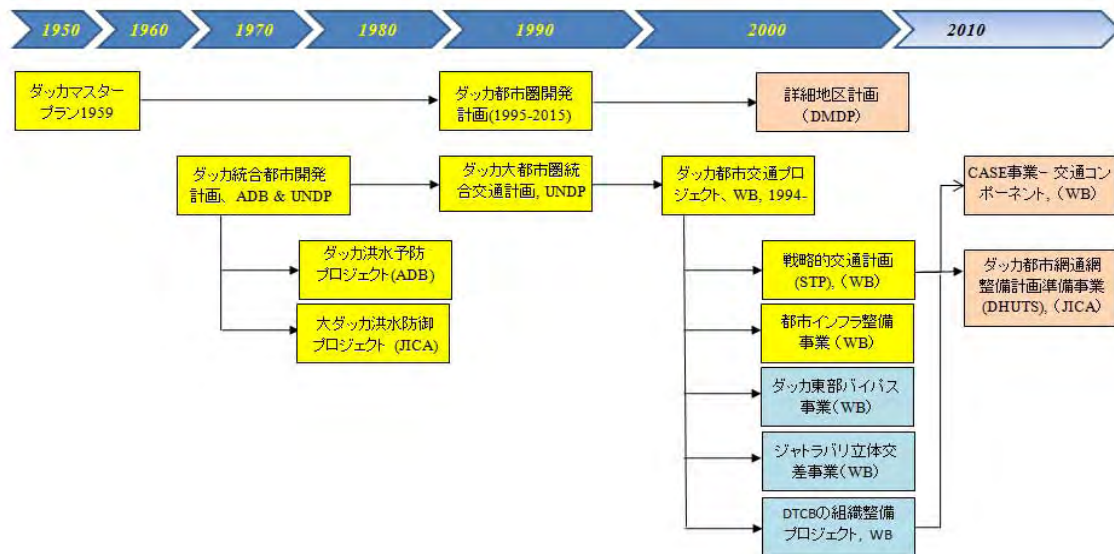 1950
1960
1970
1980
1990
2000
2010
ダッカマスター
プラン1959
ダッカ都市圏開発
計画(1995-2015)
詳細地区計画
(DMDP)
ダッカ統合都市開発
計画、ADB & UNDP
ダッカ大都市圏統
合交通計画, UNDP
ダッカ都市交通プロ
ジェクト、WB, 1994-
CASE事業- 交通コン
ポーネント, (WB)
ダッカ洪水予防
プロジェクト(ADB)
戦略的交通計画
(STP), (WB)
ダッカ都市網通網
整備計画準備事業
(DHUTS), (JICA)
大ダッカ洪水防御
プロジェクト (JICA)
都市インフラ整備
事業(WB)
ダッカ東部バイパス
事業(WB)
ジャトラバリ立体交
差事業(WB)
DTCBの組織整備
プロジェクト, WB